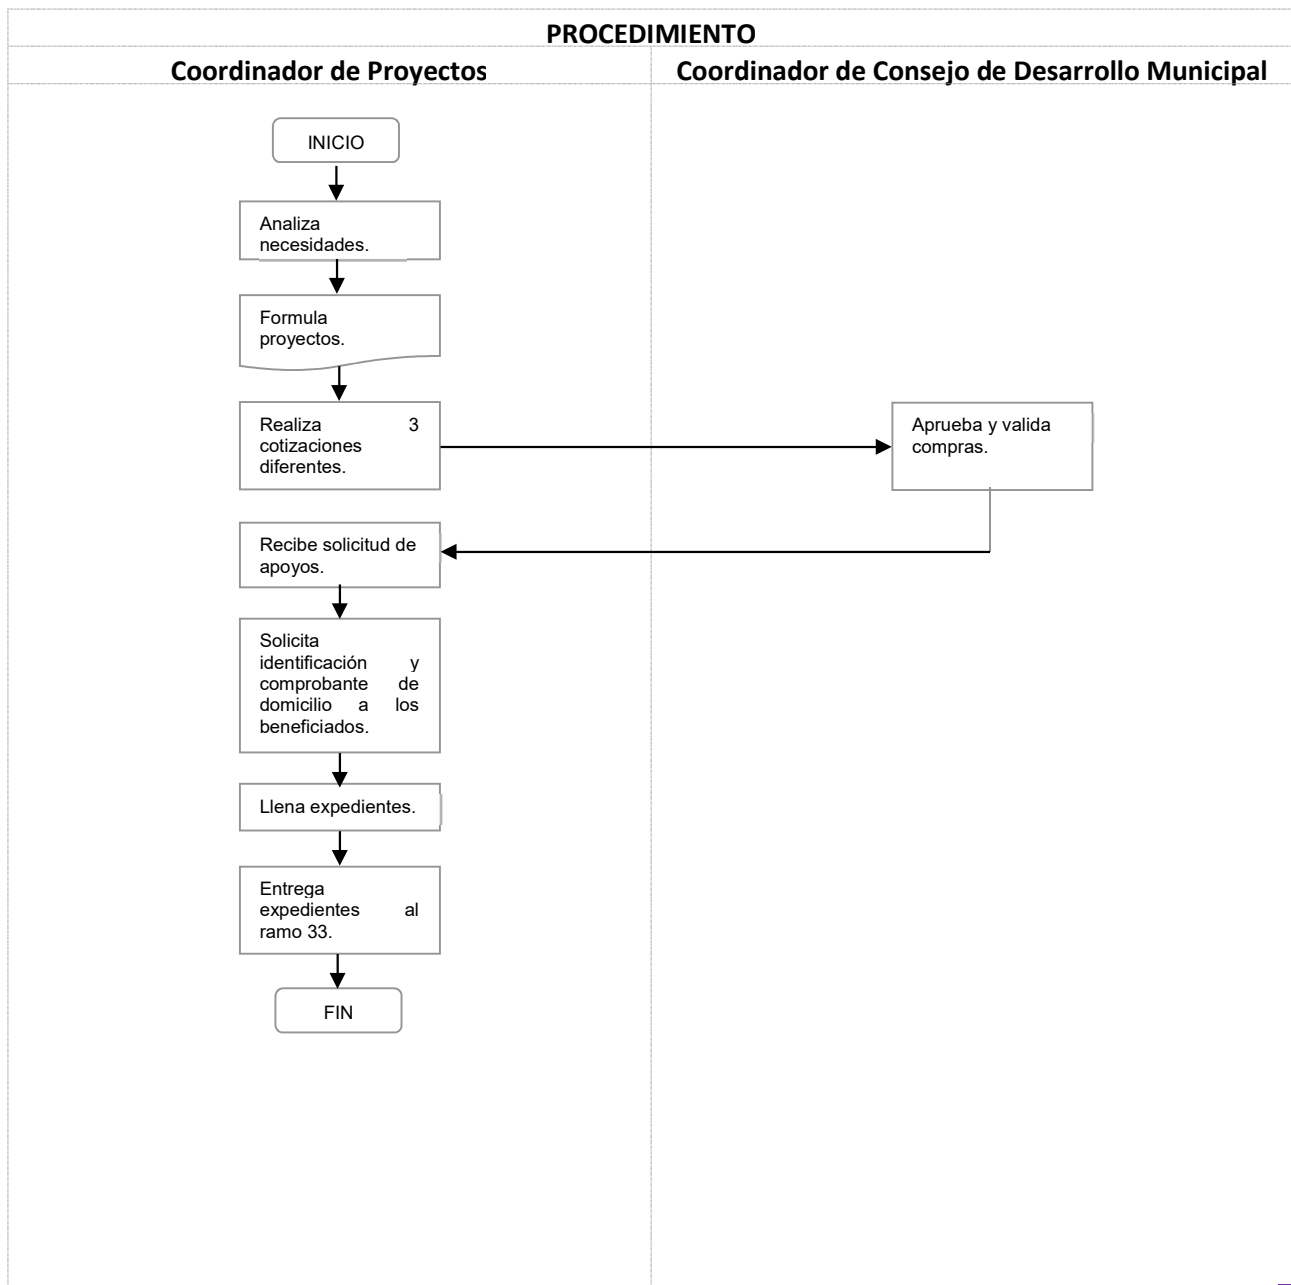 PROCEDIMIENTO
Coordinador de Proyectos
Coordinador de Consejo de Desarrollo Municipal
INICIO
Analiza
necesidades.
Formula
proyectos.
Realiza 3
cotizaciones
diferentes.
Aprueba y valida
compras.
Recibe solicitud de
apoyos.
Solicita
identificación y
comprobante de
domicilio a los
beneficiados.
Llena expedientes.
Entrega
expedientes al
ramo 33.
FIN